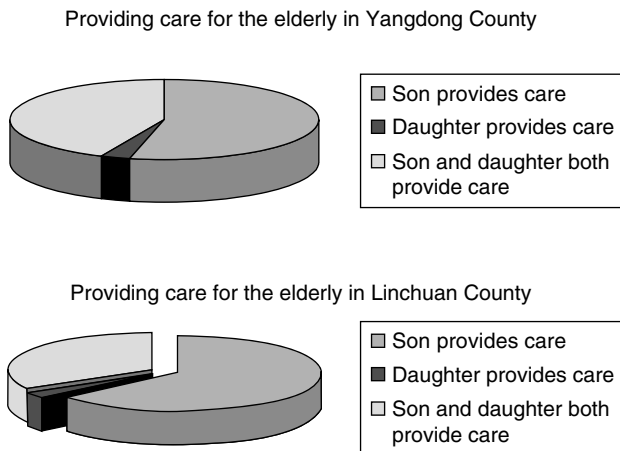 Providing care for the elderly in Yangdong County
Son provides care
Daughter provides care
Son and daughter both
provide care
Providing care for the elderly in Linchuan County
Son provides care
Daughter provides care
Son and daughter both
provide care